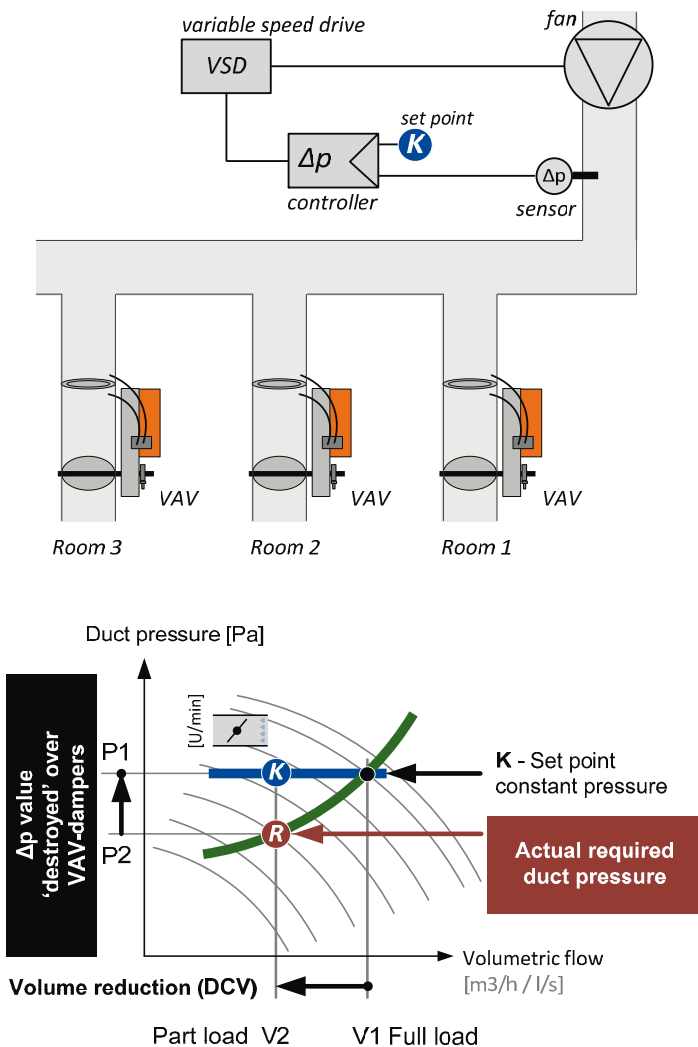 variable speed drive
fan
VSD
set point
K
Δp
controller
Δp
sensor
VAV
VAV
VAV
Room 3
Room 2
Room 1
Duct pressure [Pa]
[U/min]
Δp value
'destroyed' over
VAV-dampers
P1
K
K - Set point
constant pressure
P2
R
Actual required
duct pressure
Volumetric flow
[m3/h / l/s]
Volume reduction (DCV)
Part load V2
V1 Full load